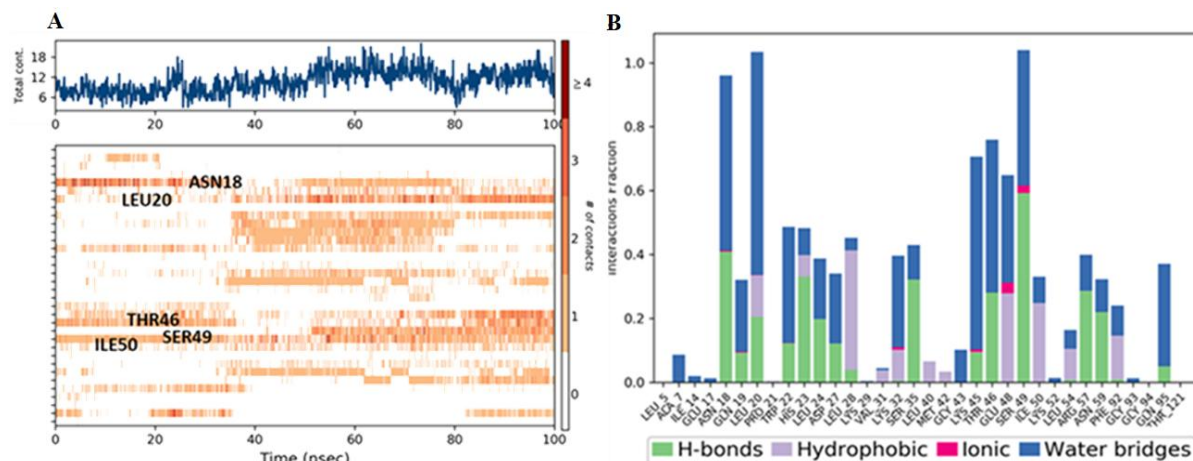 A
Total cont.
18
12
6
0 20 40 60 80 100
ASN18
LEU20
THR46
SER49
ILE50
0 20 40 60 80 100
Time (nsec)
≥ 4
3
2
1
0
# of contacts
B
Interactions Fraction
1.0
0.8
0.6
0.4
0.2
0.0
LEU_5
ALA_7
ILE_14
GLU_17
ASN_18
GLN_19
LEU_20
PRO_21
TRP_22
HIS_23
LEU_24
ASP_27
LEU_28
LYS_29
VAL_31
LYS_32
SER_35
LEU_40
MET_42
GLY_43
LYS_45
THR_46
GLU_48
SER_49
ILE_50
LYS_52
LEU_54
ARG_57
ASN_59
PHE_92
GLY_93
GLY_94
GLN_95
THR_121
H-bonds Hydrophobic Ionic Water bridges